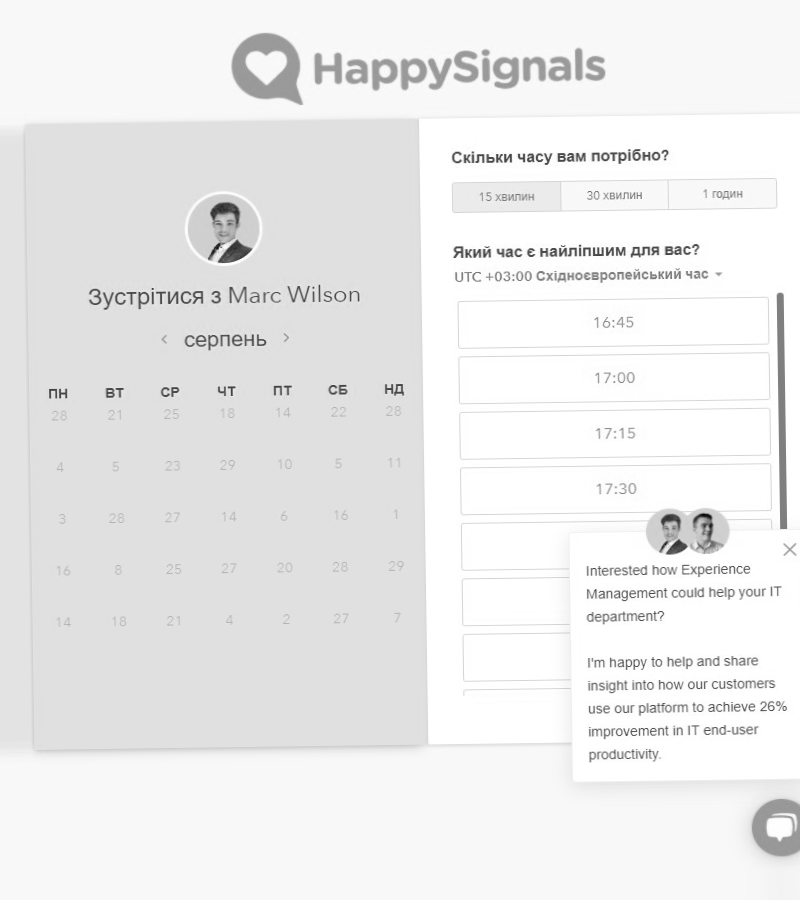 HappySignals
Зустрітися з Marc Wilson
серпень
ПН ВТ СР ЧТ ПТ СБ НД
28 21 25 18 14 22 28
4 5 23 29 10 5 11
3 28 27 14 6 16 1
16 8 25 27 20 28 29
14 18 21 4 2 27 7
Скільки часу вам потрібно?
15 хвилин 30 хвилин 1 годин
Який час є найліпшим для вас?
UTC +03:00 Східноєвропейський час
16:45
17:00
17:15
17:30
Interested how Experience
Management could help your IT
department?
I'm happy to help and share
insight into how our customers
use our platform to achieve 26%
improvement in IT end-user
productivity.